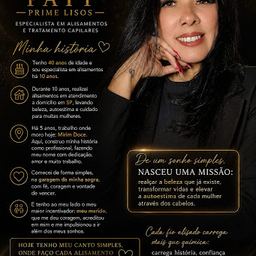 PATY
PRIME LISOS
ESPECIALISTA EM ALISAMENTOS
E TRATAMENTO CAPILARES
Minha história
Tenho 40 anos de idade e
sou especialista em alisamentos
há 10 anos.
Durante 10 anos, realizei
alisamentos em atendimento
a domicílio em SP, levando
beleza, autoestima e cuidado
para muitas mulheres.
Há 5 anos, trabalho onde
moro hoje: Mirim Doce.
Aqui, construo minha história
como profissional, fazendo
meu nome com dedicação,
amor e muito trabalho.
Comecei de forma simples,
na garagem da minha sogra,
com fé, coragem e vontade
de vencer.
E tenho ao meu lado o meu
maior incentivador: meu marido,
que me deu coragem, acreditou
em mim e me impulsionou a ir
além dos meus sonhos.
HOJE TENHO MEU CANTO SIMPLES,
ONDE FAÇO CADA ALISAMENTO
De um sonho simples,
NASCEU UMA MISSÃO:
realçar a beleza que já existe,
transformar vidas e elevar
a autoestima de cada mulher
através dos cabelos.
Cada fio alisado carrega
mais que química:
carrega história, confiança